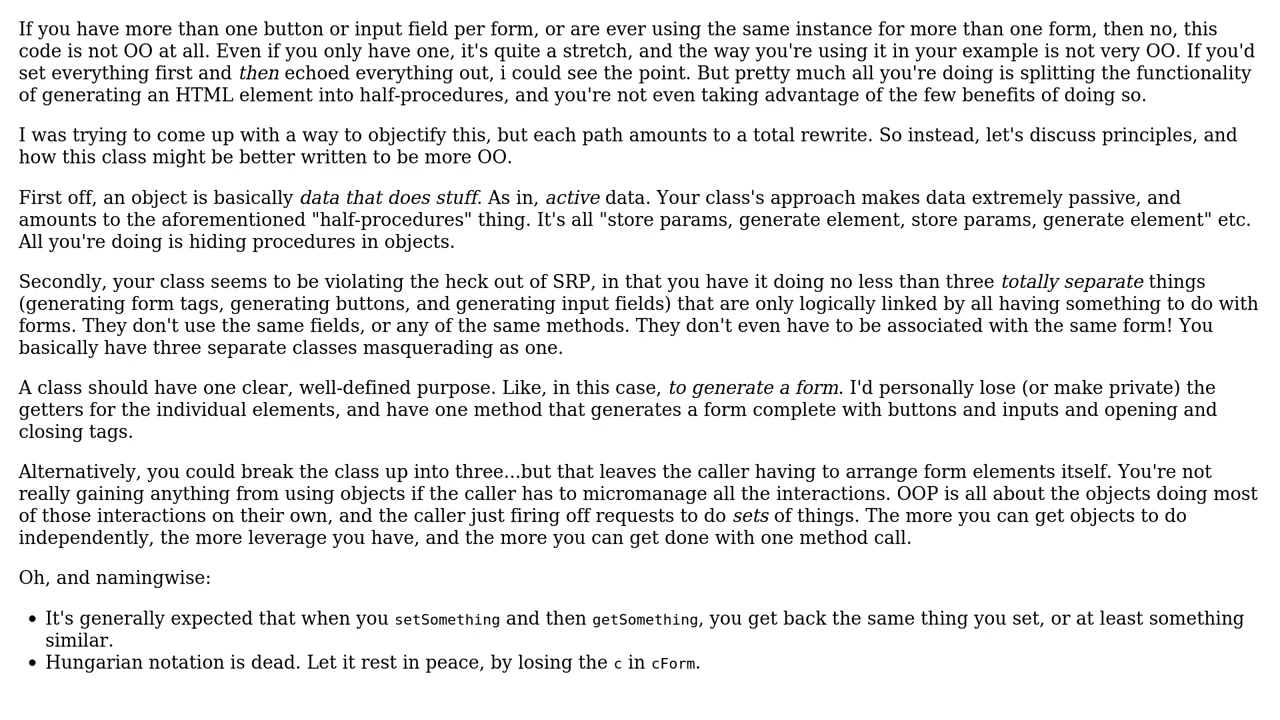 If you have more than one button or input field per form, or are ever using the same instance for more than one form, then no, this
code is not OO at all. Even if you only have one, it's quite a stretch, and the way you're using it in your example is not very OO. If you'd
set everything first and then echoed everything out, i could see the point. But pretty much all you're doing is splitting the functionality
of generating an HTML element into half-procedures, and you're not even taking advantage of the few benefits of doing so.
I was trying to come up with a way to objectify this, but each path amounts to a total rewrite. So instead, let's discuss principles, and
how this class might be better written to be more OO.
First off, an object is basically data that does stuff. As in, active data. Your class's approach makes data extremely passive, and
amounts to the aforementioned "half-procedures" thing. It's all "store params, generate element, store params, generate element" etc.
All you're doing is hiding procedures in objects.
Secondly, your class seems to be violating the heck out of SRP, in that you have it doing no less than three totally separate things
(generating form tags, generating buttons, and generating input fields) that are only logically linked by all having something to do with
forms. They don't use the same fields, or any of the same methods. They don't even have to be associated with the same form! You
basically have three separate classes masquerading as one.
A class should have one clear, well-defined purpose. Like, in this case, to generate a form. I'd personally lose (or make private) the
getters for the individual elements, and have one method that generates a form complete with buttons and inputs and opening and
closing tags.
Alternatively, you could break the class up into three...but that leaves the caller having to arrange form elements itself. You're not
really gaining anything from using objects if the caller has to micromanage all the interactions. OOP is all about the objects doing most
of those interactions on their own, and the caller just firing off requests to do sets of things. The more you can get objects to do
independently, the more leverage you have, and the more you can get done with one method call.
Oh, and namingwise:
• It's generally expected that when you setSomething and then getSomething, you get back the same thing you set, or at least something
similar.
• Hungarian notation is dead. Let it rest in peace, by losing the c in cForm.